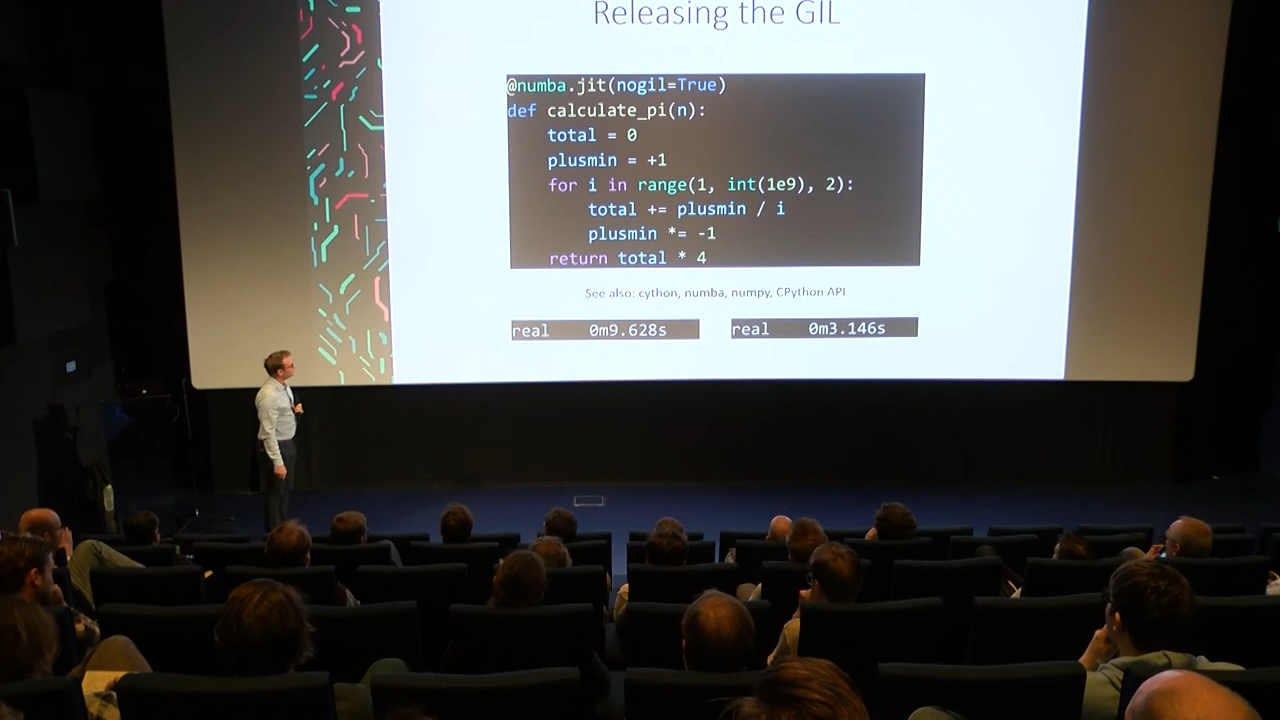 Releasing the GIL
@numba.jit(nogil=True)
def calculate_pi(n):
    total = 0
    plusmin = +1
    for i in range(1, int(1e9), 2):
        total += plusmin / i
        plusmin *= -1
    return total * 4
See also: cython, numba, numpy, CPython API
real    0m9.628s
real    0m3.146s